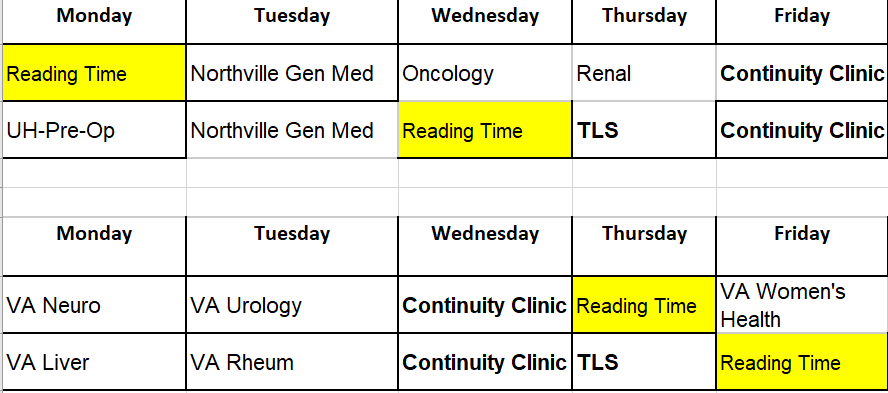 Monday Tuesday Wednesday Thursday Friday
Reading Time Northville Gen Med Oncology Renal Continuity Clinic
UH-Pre-Op Northville Gen Med Reading Time TLS Continuity Clinic
Monday Tuesday Wednesday Thursday Friday
VA Neuro VA Urology Continuity Clinic Reading Time VA Women's
Health
VA Liver VA Rheum Continuity Clinic TLS Reading Time